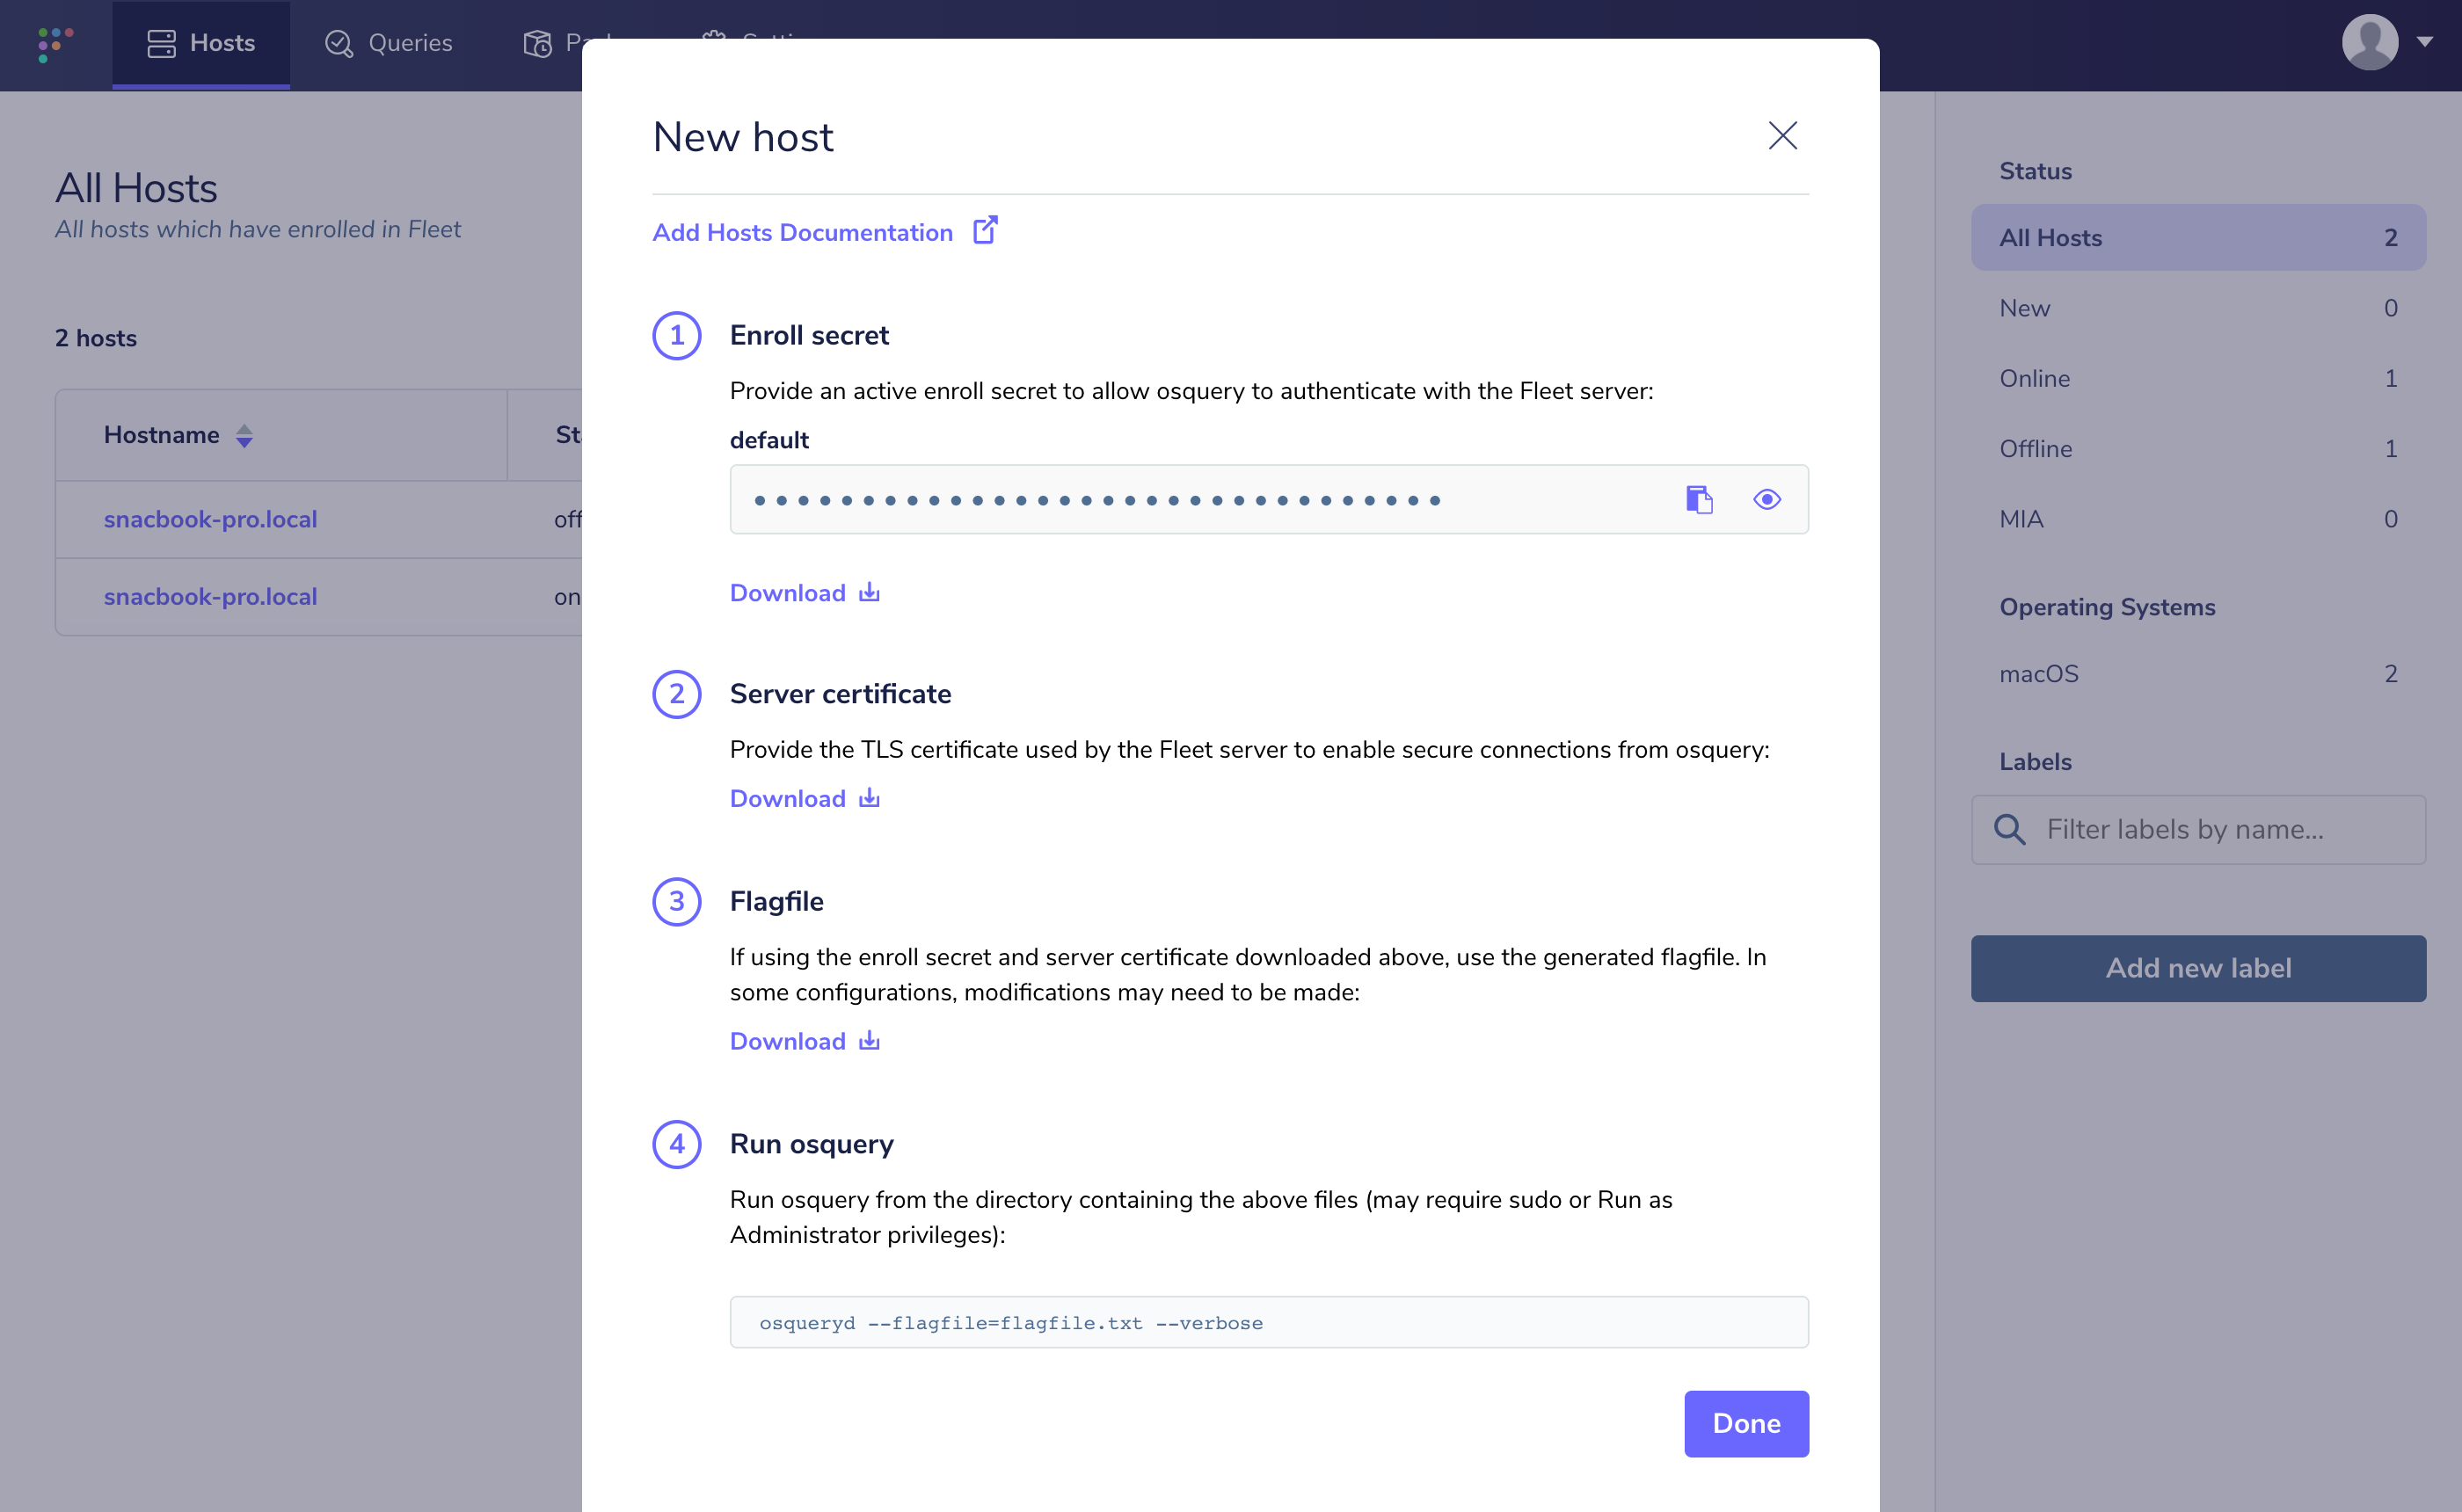 Hosts
Queries
All Hosts
All hosts which have enrolled in Fleet
2 hosts
Hostname
snacbook-pro.local
snacbook-pro.local
New host
Add Hosts Documentation
1
Enroll secret
Provide an active enroll secret to allow osquery to authenticate with the Fleet server:
default
Download
2
Server certificate
Provide the TLS certificate used by the Fleet server to enable secure connections from osquery:
Download
3
Flagfile
If using the enroll secret and server certificate downloaded above, use the generated flagfile. In
some configurations, modifications may need to be made:
Download
4
Run osquery
Run osquery from the directory containing the above files (may require sudo or Run as
Administrator privileges):
osqueryd --flagfile=flagfile.txt --verbose
Done
Status
All Hosts 2
New 0
Online 1
Offline 1
MIA 0
Operating Systems
macOS 2
Labels
Filter labels by name...
Add new label